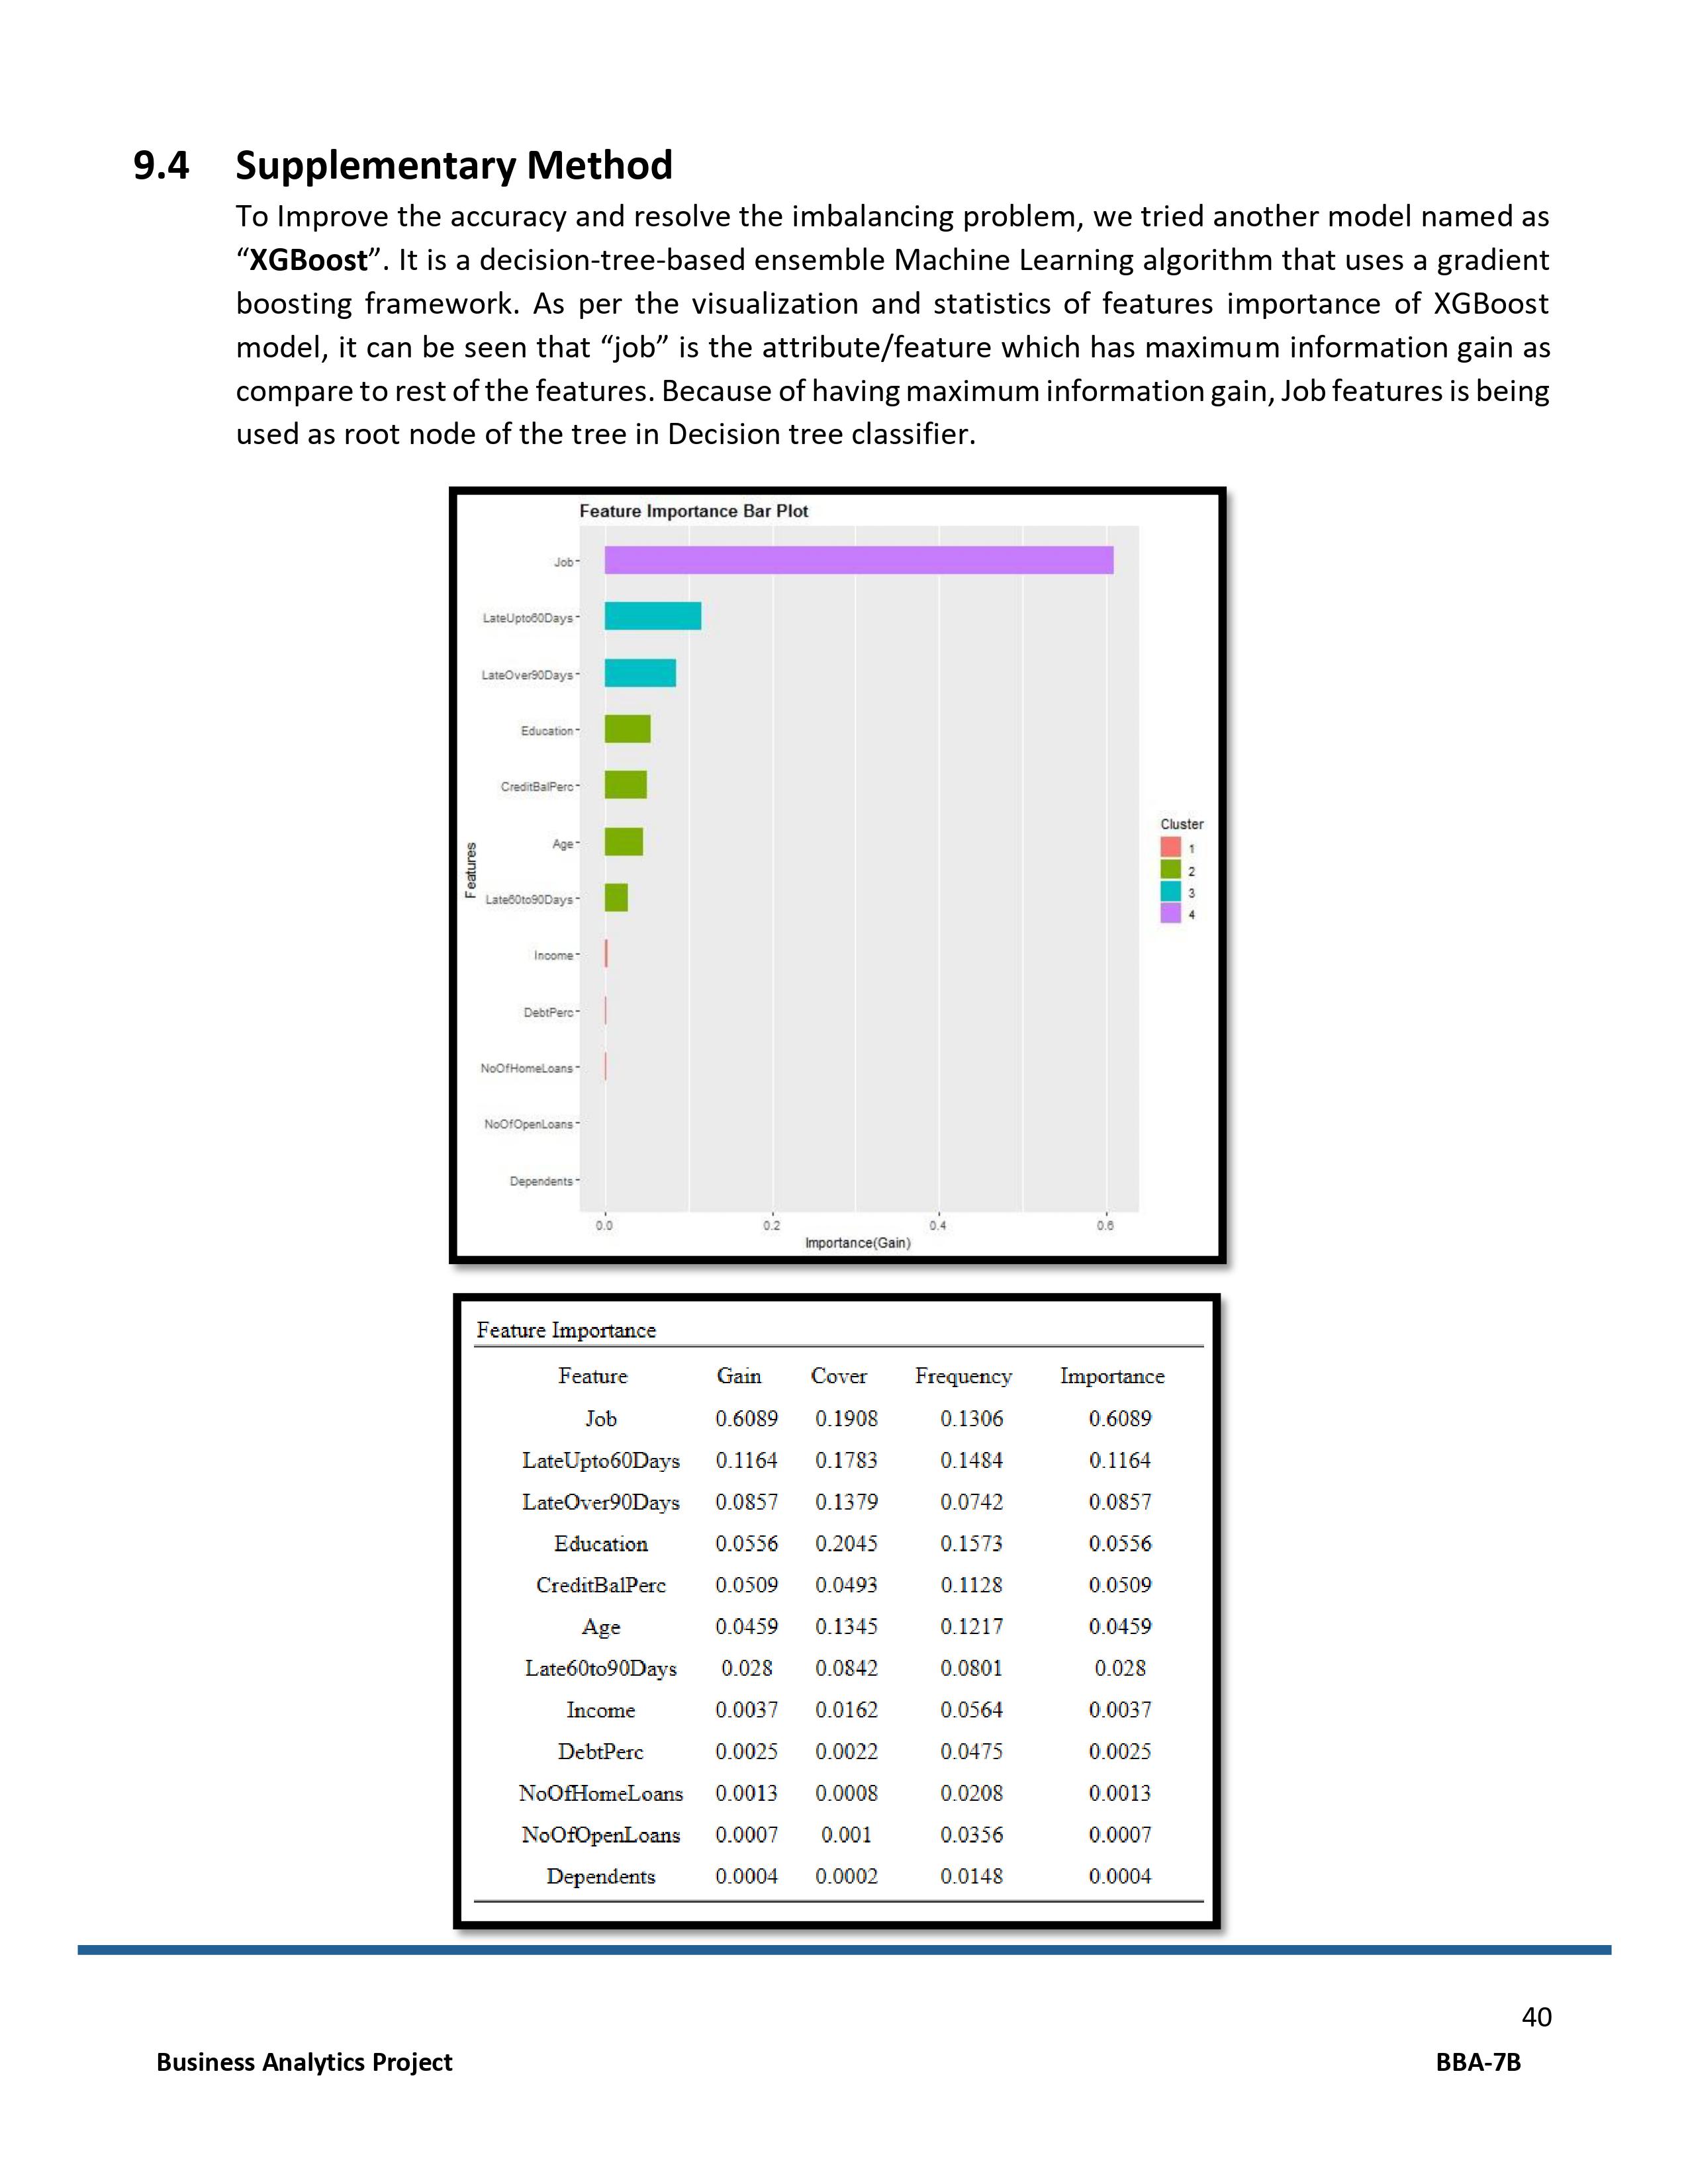 9.4 Supplementary Method
To Improve the accuracy and resolve the imbalancing problem, we tried another model named as
“XGBoost”. It is a decision-tree-based ensemble Machine Learning algorithm that uses a gradient
boosting framework. As per the visualization and statistics of features importance of XGBoost
model, it can be seen that “job” is the attribute/feature which has maximum information gain as
compare to rest of the features. Because of having maximum information gain, Job features is being
used as root node of the tree in Decision tree classifier.
Feature Importance Bar Plot
Job
LateUpto60Days
LateOver90Days
Education
CreditBalPerc
Age
Late60to90Days
Income
DebtPerc
NoOfHomeLoans
NoOfOpenLoans
Dependents
Features
0.0 0.2 0.4 0.6
Importance(Gain)
Cluster
1
2
3
4
Feature Importance
Feature Gain Cover Frequency Importance
Job 0.6089 0.1908 0.1306 0.6089
LateUpto60Days 0.1164 0.1783 0.1484 0.1164
LateOver90Days 0.0857 0.1379 0.0742 0.0857
Education 0.0556 0.2045 0.1573 0.0556
CreditBalPerc 0.0509 0.0493 0.1128 0.0509
Age 0.0459 0.1345 0.1217 0.0459
Late60to90Days 0.028 0.0842 0.0801 0.028
Income 0.0037 0.0162 0.0564 0.0037
DebtPerc 0.0025 0.0022 0.0475 0.0025
NoOfHomeLoans 0.0013 0.0008 0.0208 0.0013
NoOfOpenLoans 0.0007 0.001 0.0356 0.0007
Dependents 0.0004 0.0002 0.0148 0.0004
40
Business Analytics Project BBA-7B